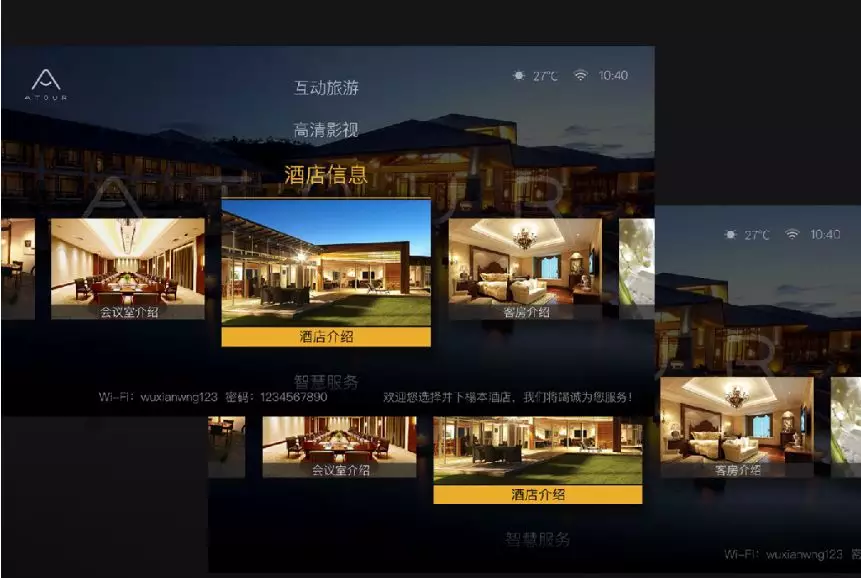 ATOUR
互动旅游
27℃ 10:40
高清影视
酒店信息
ATOUR
会议室介绍
酒店介绍
客房介绍
智慧服务
Wi-Fi: wuxianwng123 密码: 1234567890
欢迎您选择并下榻本酒店，我们将竭诚为您服务!
27℃ 10:40
R
会议室介绍
酒店介绍
客房介绍
智慧服务
Wi-Fi: wuxianwng123 密